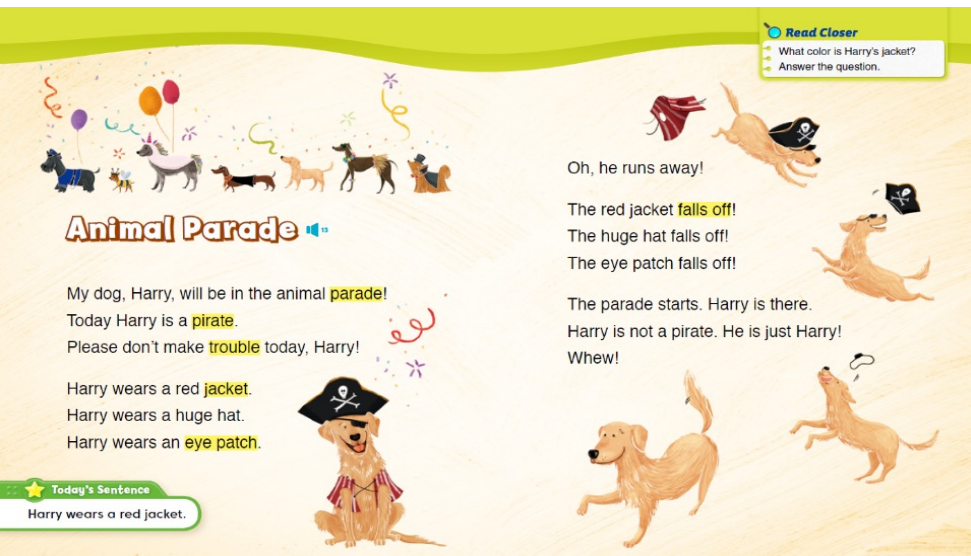 Read Closer
What color is Harry's jacket?
Answer the question.
Animal Parade
13
My dog, Harry, will be in the animal parade!
Today Harry is a pirate.
Please don't make trouble today, Harry!
Harry wears a red jacket.
Harry wears a huge hat.
Harry wears an eye patch.
Today's Sentence
Harry wears a red jacket.
Oh, he runs away!
The red jacket falls off!
The huge hat falls off!
The eye patch falls off!
The parade starts. Harry is there.
Harry is not a pirate. He is just Harry!
Whew!